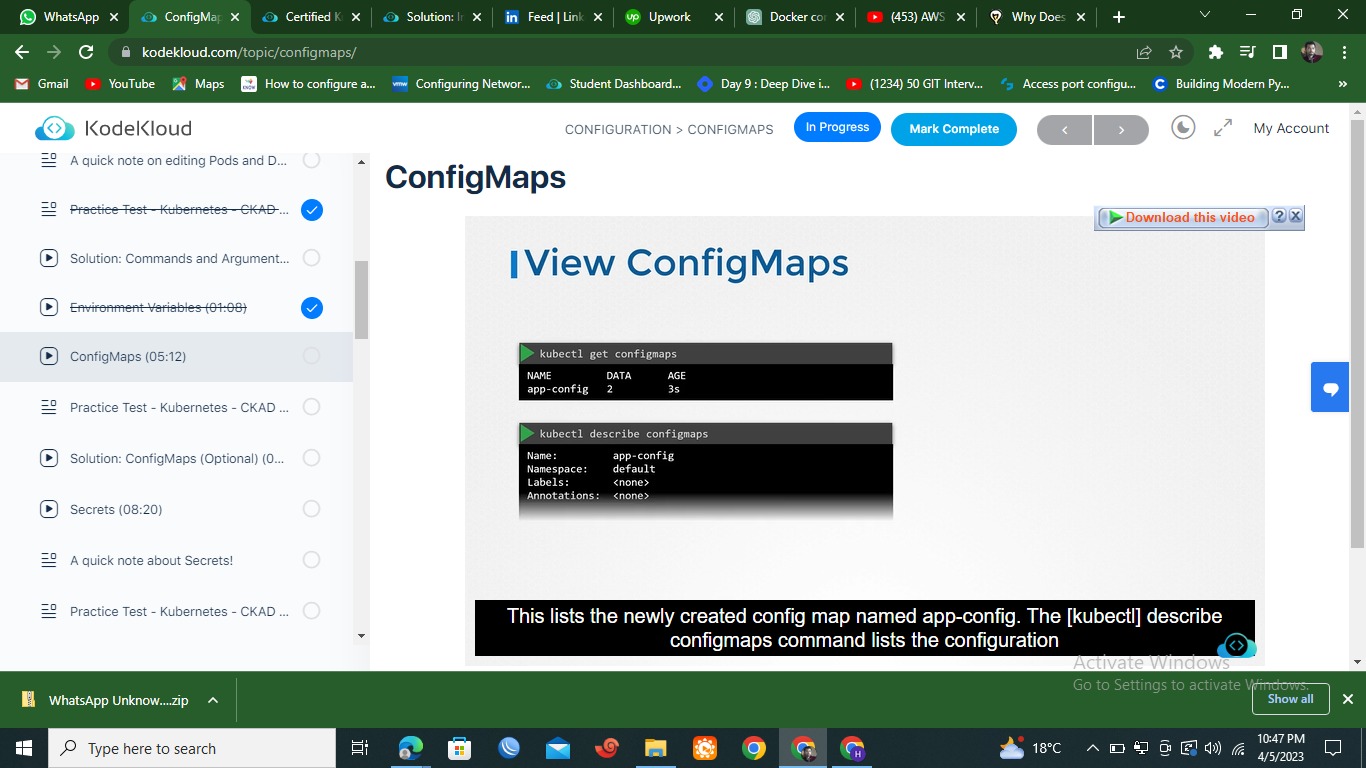 WhatsApp
ConfigMap
Certified K
Solution: In
Feed | Link
Upwork
Docker con
(453) AWS
Why Does
kodekloud.com/topic/configmaps/
Gmail
YouTube
Maps
How to configure a...
Configuring Networ...
Student Dashboard...
Day 9 : Deep Dive i...
(1234) 50 GIT Interv...
Access port configu...
Building Modern Py...
KodeKloud
CONFIGURATION > CONFIGMAPS
In Progress
Mark Complete
My Account
A quick note on editing Pods and D...
Practice Test - Kubernetes - CKAD ...
Solution: Commands and Argument...
Environment Variables (01:08)
ConfigMaps (05:12)
Practice Test - Kubernetes - CKAD ...
Solution: ConfigMaps (Optional) (0...
Secrets (08:20)
A quick note about Secrets!
Practice Test - Kubernetes - CKAD ...
ConfigMaps
Download this video
View ConfigMaps
kubectl get configmaps
NAME DATA AGE
app-config 2 3s
kubectl describe configmaps
Name: app-config
Namespace: default
Labels: <none>
Annotations: <none>
This lists the newly created config map named app-config. The [kubectl] describe
configmaps command lists the configuration
Activate Windows
Go to Settings to activate Windows.
WhatsApp Unknow....zip
Show all
Type here to search
18°C
10:47 PM
4/5/2023